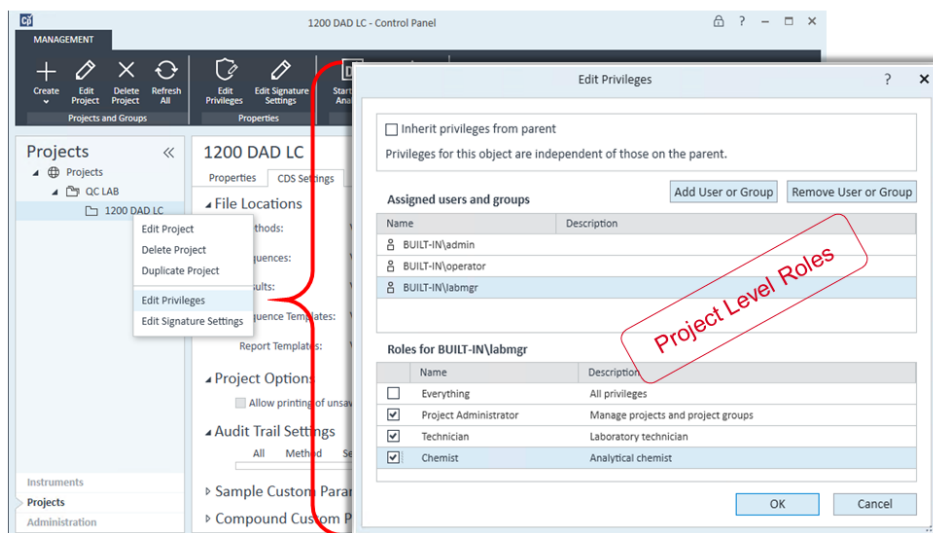 1200 DAD LC - Control Panel
?
MANAGEMENT
Create
Edit Project
Delete Project
Refresh All
Projects and Groups
Edit Privileges
Edit Signature Settings
Properties
Start
Projects
Projects
QC LAB
1200 DAD LC
Edit Project
Delete Project
Duplicate Project
Edit Privileges
Edit Signature Settings
Instruments
Projects
Administration
1200 DAD LC
Properties CDS Settings
File Locations
Report Templates:
Project Options
Allow printing of
Audit Trail Settings
All Method
Sample Custom
Compound Custom
Edit Privileges
?
Inherit privileges from parent
Privileges for this object are independent of those on the parent.
Assigned users and groups
Add User or Group
Remove User or Group
Name Description
BUILT-IN\admin
BUILT-IN\operator
BUILT-IN\labmgr
Project Level Roles
Roles for BUILT-IN\labmgr
Name Description
Everything All privileges
Project Administrator Manage projects and project groups
Technician Laboratory technician
Chemist Analytical chemist
OK
Cancel